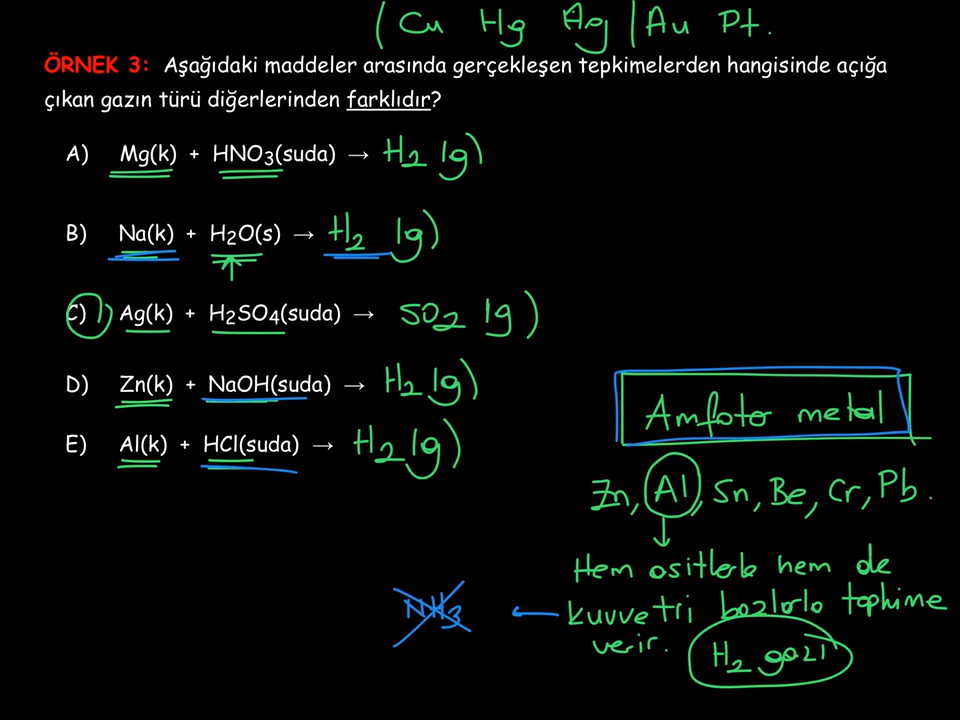 ( Cu Hg Ag | Au Pt.
ÖRNEK 3: Aşağıdaki maddeler arasında gerçekleşen tepkimelerden hangisinde açığa
çıkan gazın türü diğerlerinden farklıdır?
A) Mg(k) + HNO3(suda) → H2 (g)
B) Na(k) + H2O(s) → H2 (g)
C) Ag(k) + H2SO4(suda) → SO2 (g)
D) Zn(k) + NaOH(suda) → H2 (g)
E) Al(k) + HCl(suda) → H2 (g)
Amfoto metal
Zn, Al, Sn, Be, Cr, Pb.
Hem asitlerle hem de
kuvvetli bazlarla tepkime
verir. H2 gazı
NH3